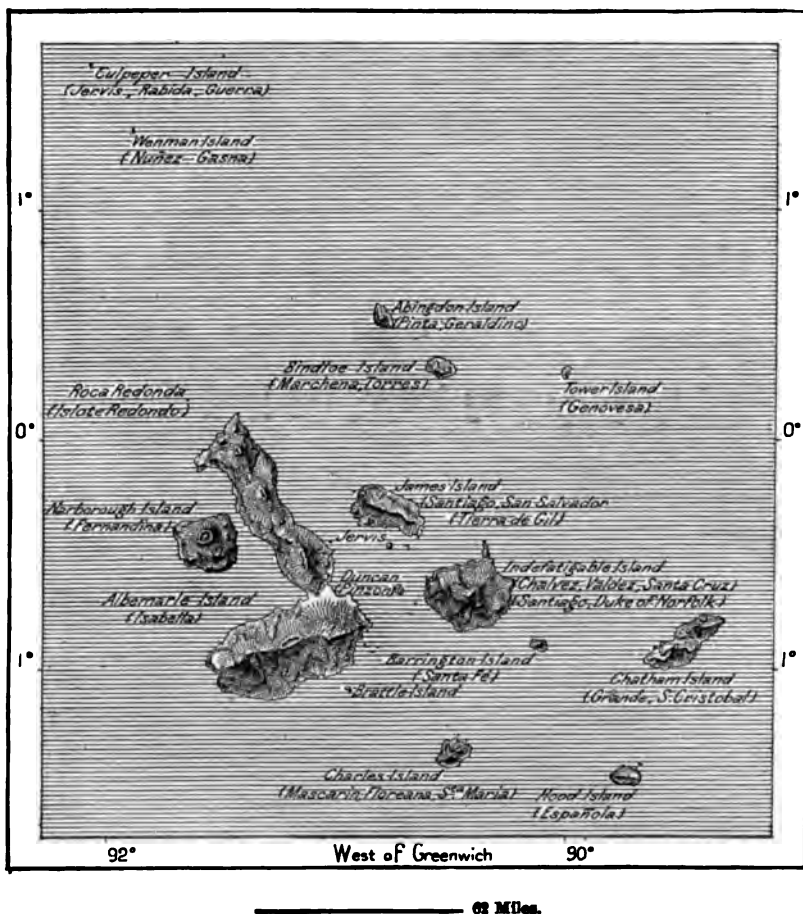 Culpeper Island
(Jervis, Rabida, Guerra)
Wenman Island
(Nuñez Gasna)
1°
1°
Abingdon Island
(Pinta, Geraldino)
Bindloe Island
(Marchena, Torres)
Tower Island
(Genovesa)
Roca Redonda
(Islote Redondo)
0°
0°
James Island
(Santiago, San Salvador
(Tierra de Gil)
Narborough Island
(Fernandina)
Jervis
Indefatigable Island
(Chalvez, Valdez, Santa Cruz)
(Santiago, Duke of Norfolk)
Duncan
Pinzon
Albemarle Island
(Isabella)
Barrington Island
(Santa Fé)
Brattle Island
1°
1°
Chatham Island
(Grande, S. Cristobal)
Charles Island
(Mascarin, Floreana, Sta. Maria)
Hood Island
(Española)
92°
West of Greenwich
90°
62 Miles.